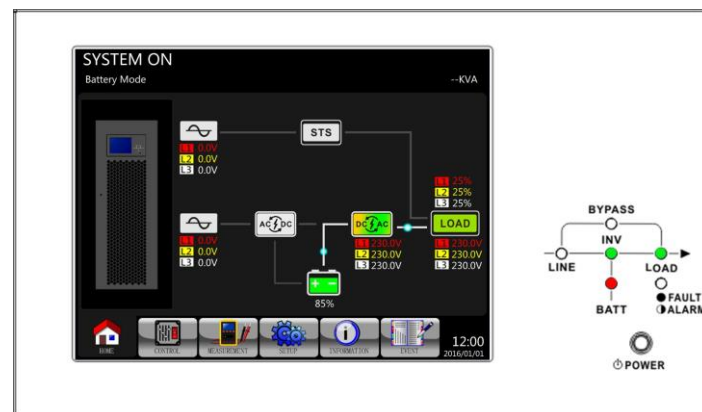 SYSTEM ON
Battery Mode
--KVA
L1 0.0V
L2 0.0V
L3 0.0V
STS
L1 25%
L2 25%
L3 25%
L1 0.0V
L2 0.0V
L3 0.0V
AC DC
DC AC
LOAD
L1 230.0V
L2 230.0V
L3 230.0V
L1 230.0V
L2 230.0V
L3 230.0V
85%
HOME
CONTROL
MEASUREMENT
SETUP
INFORMATION
EVENT
12:00
2016/01/01
BYPASS
INV
LINE
LOAD
BATT
FAULT
ALARM
POWER